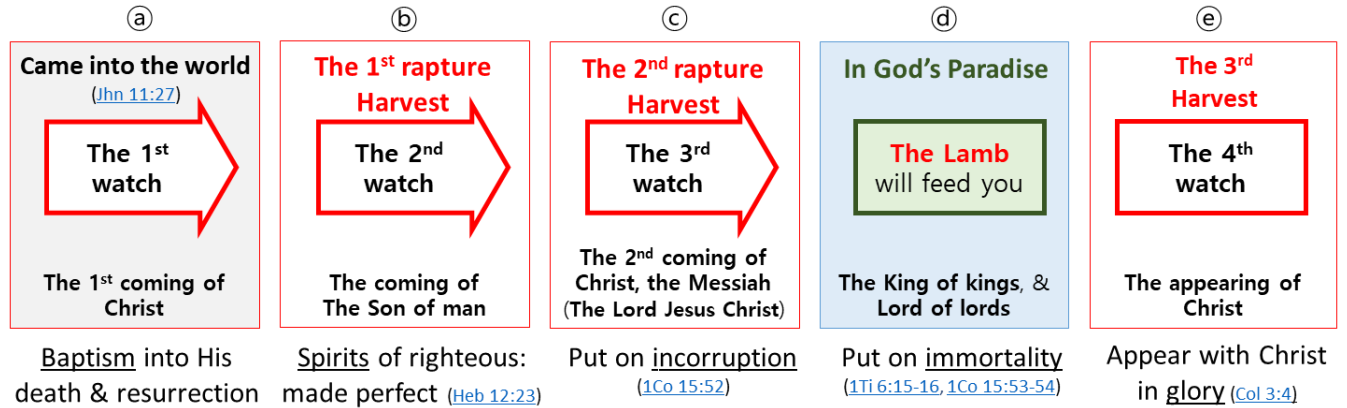 ⓐ
Came into the world
(Jhn 11:27)
The 1st
watch
The 1st coming of
Christ
Baptism into His
death & resurrection
ⓑ
The 1st rapture
Harvest
The 2nd
watch
The coming of
The Son of man
Spirits of righteous:
made perfect (Heb 12:23)
ⓒ
The 2nd rapture
Harvest
The 3rd
watch
The 2nd coming of
Christ, the Messiah
(The Lord Jesus Christ)
Put on incorruption
(1Co 15:52)
ⓓ
In God’s Paradise
The Lamb
will feed you
The King of kings, &
Lord of lords
Put on immortality
(1Ti 6:15-16, 1Co 15:53-54)
ⓔ
The 3rd
Harvest
The 4th
watch
The appearing of
Christ
Appear with Christ
in glory (Col 3:4)